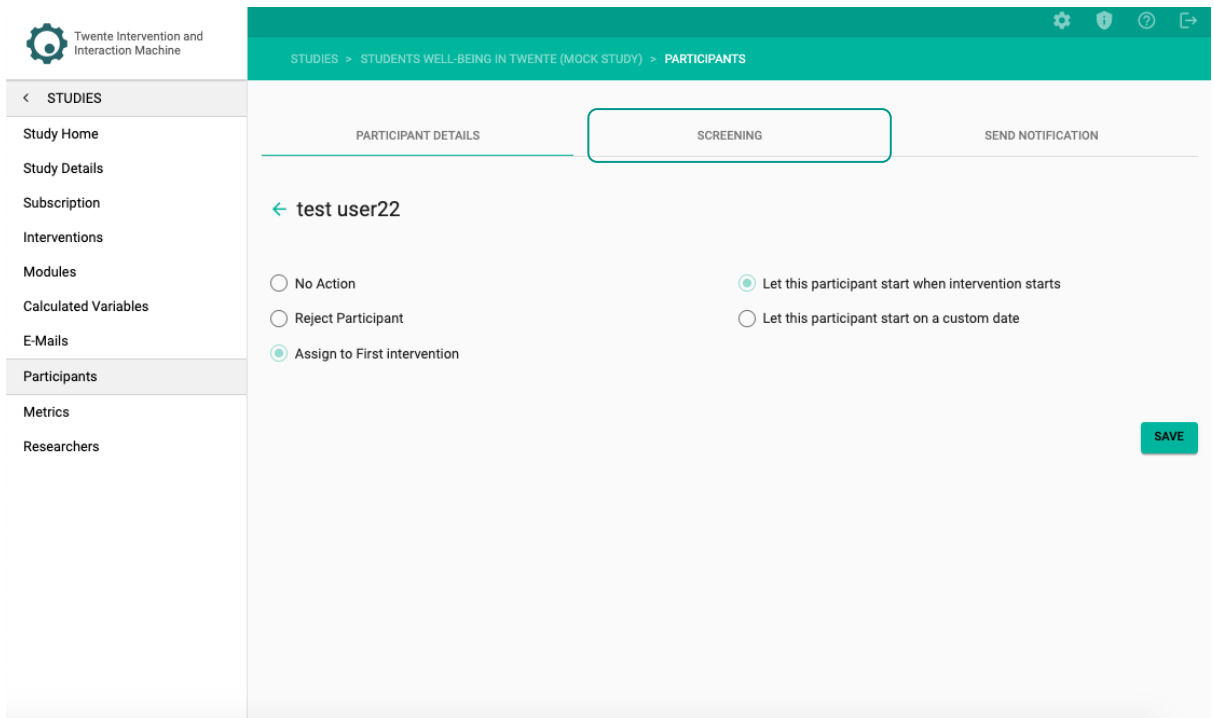 Twente Intervention and
Interaction Machine
STUDIES > STUDENTS WELL-BEING IN TWENTE (MOCK STUDY) > PARTICIPANTS
< STUDIES
Study Home
Study Details
Subscription
Interventions
Modules
Calculated Variables
E-Mails
Participants
Metrics
Researchers
PARTICIPANT DETAILS
SCREENING
SEND NOTIFICATION
← test user22
No Action
Reject Participant
Assign to First intervention
Let this participant start when intervention starts
Let this participant start on a custom date
SAVE